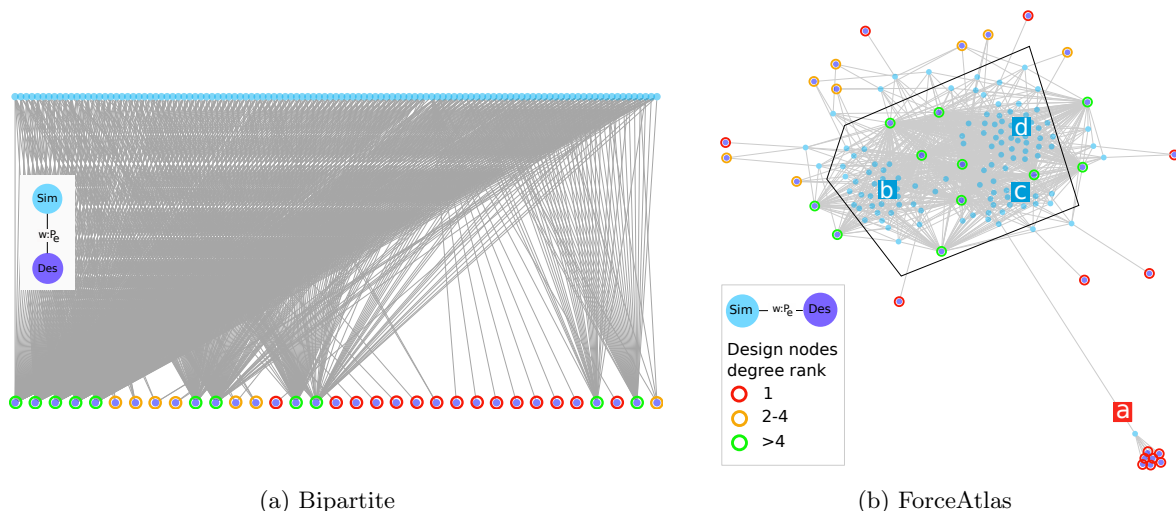 Sim
w:Pe
Des
(a) Bipartite
d
b
c
a
Sim w:Pe Des
Design nodes
degree rank
1
2-4
>4
(b) ForceAtlas